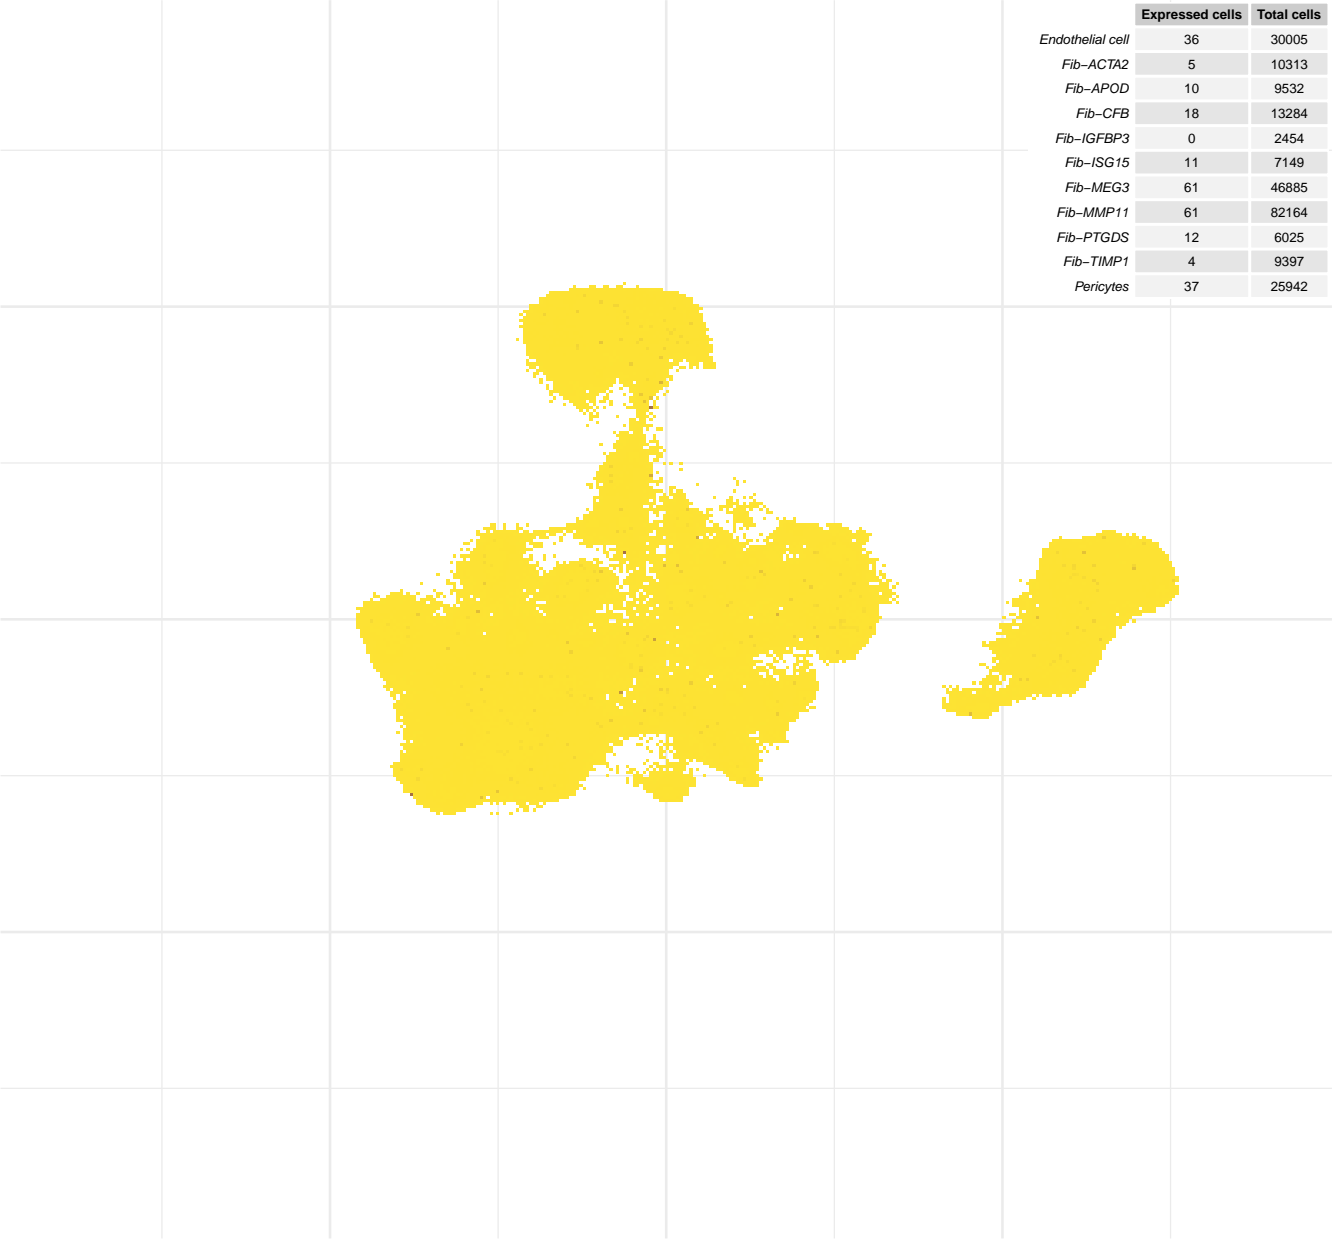 Expressed cells Total cells
Endothelial cell 36 30005
Fib−ACTA2 5 10313
Fib−APOD 10 9532
Fib−CFB 18 13284
Fib−IGFBP3 0 2454
Fib−ISG15 11 7149
Fib−MEG3 61 46885
Fib−MMP11 61 82164
Fib−PTGDS 12 6025
Fib−TIMP1 4 9397
Pericytes 37 25942